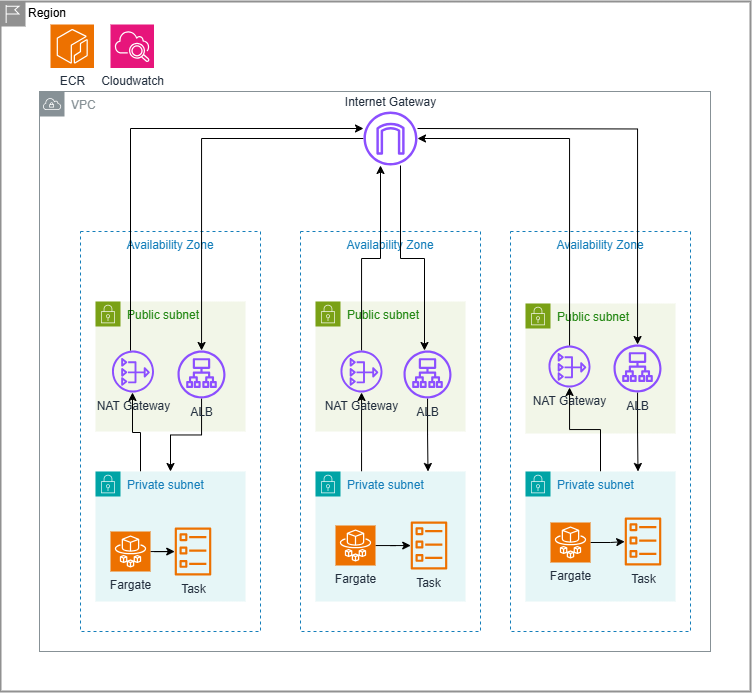 Region
ECR
Cloudwatch
VPC
Internet Gateway
Availability Zone
Availability Zone
Availability Zone
Public subnet
Public subnet
Public subnet
NAT Gateway
ALB
NAT Gateway
ALB
NAT Gateway
ALB
Private subnet
Private subnet
Private subnet
Fargate
Task
Fargate
Task
Fargate
Task